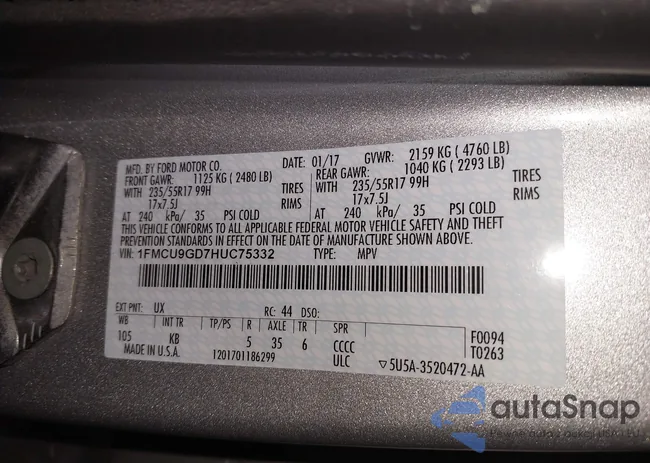 MFD. BY FORD MOTOR CO.
DATE: 01/17 GVWR: 2159 KG ( 4760 LB)
FRONT GAWR: 1125 KG ( 2480 LB) REAR GAWR: 1040 KG ( 2293 LB)
WITH 235/55R17 99H TIRES WITH 235/55R17 99H TIRES
17x7.5J RIMS 17x7.5J RIMS
AT 240 kPa/ 35 PSI COLD AT 240 kPa/ 35 PSI COLD
THIS VEHICLE CONFORMS TO ALL APPLICABLE FEDERAL MOTOR VEHICLE SAFETY AND THEFT
PREVENTION STANDARDS IN EFFECT ON THE DATE OF MANUFACTURE SHOWN ABOVE.
VIN: 1FMCU9GD7HUC75332 TYPE: MPV
EXT PNT: UX RC: 44 DSO:
WB INT TR TP/PS R AXLE TR SPR F0094
105 KB 5 35 6 CCCC T0263
MADE IN U.S.A. 1201701186299 ULC ▽5U5A-3520472-AA
autaSnap